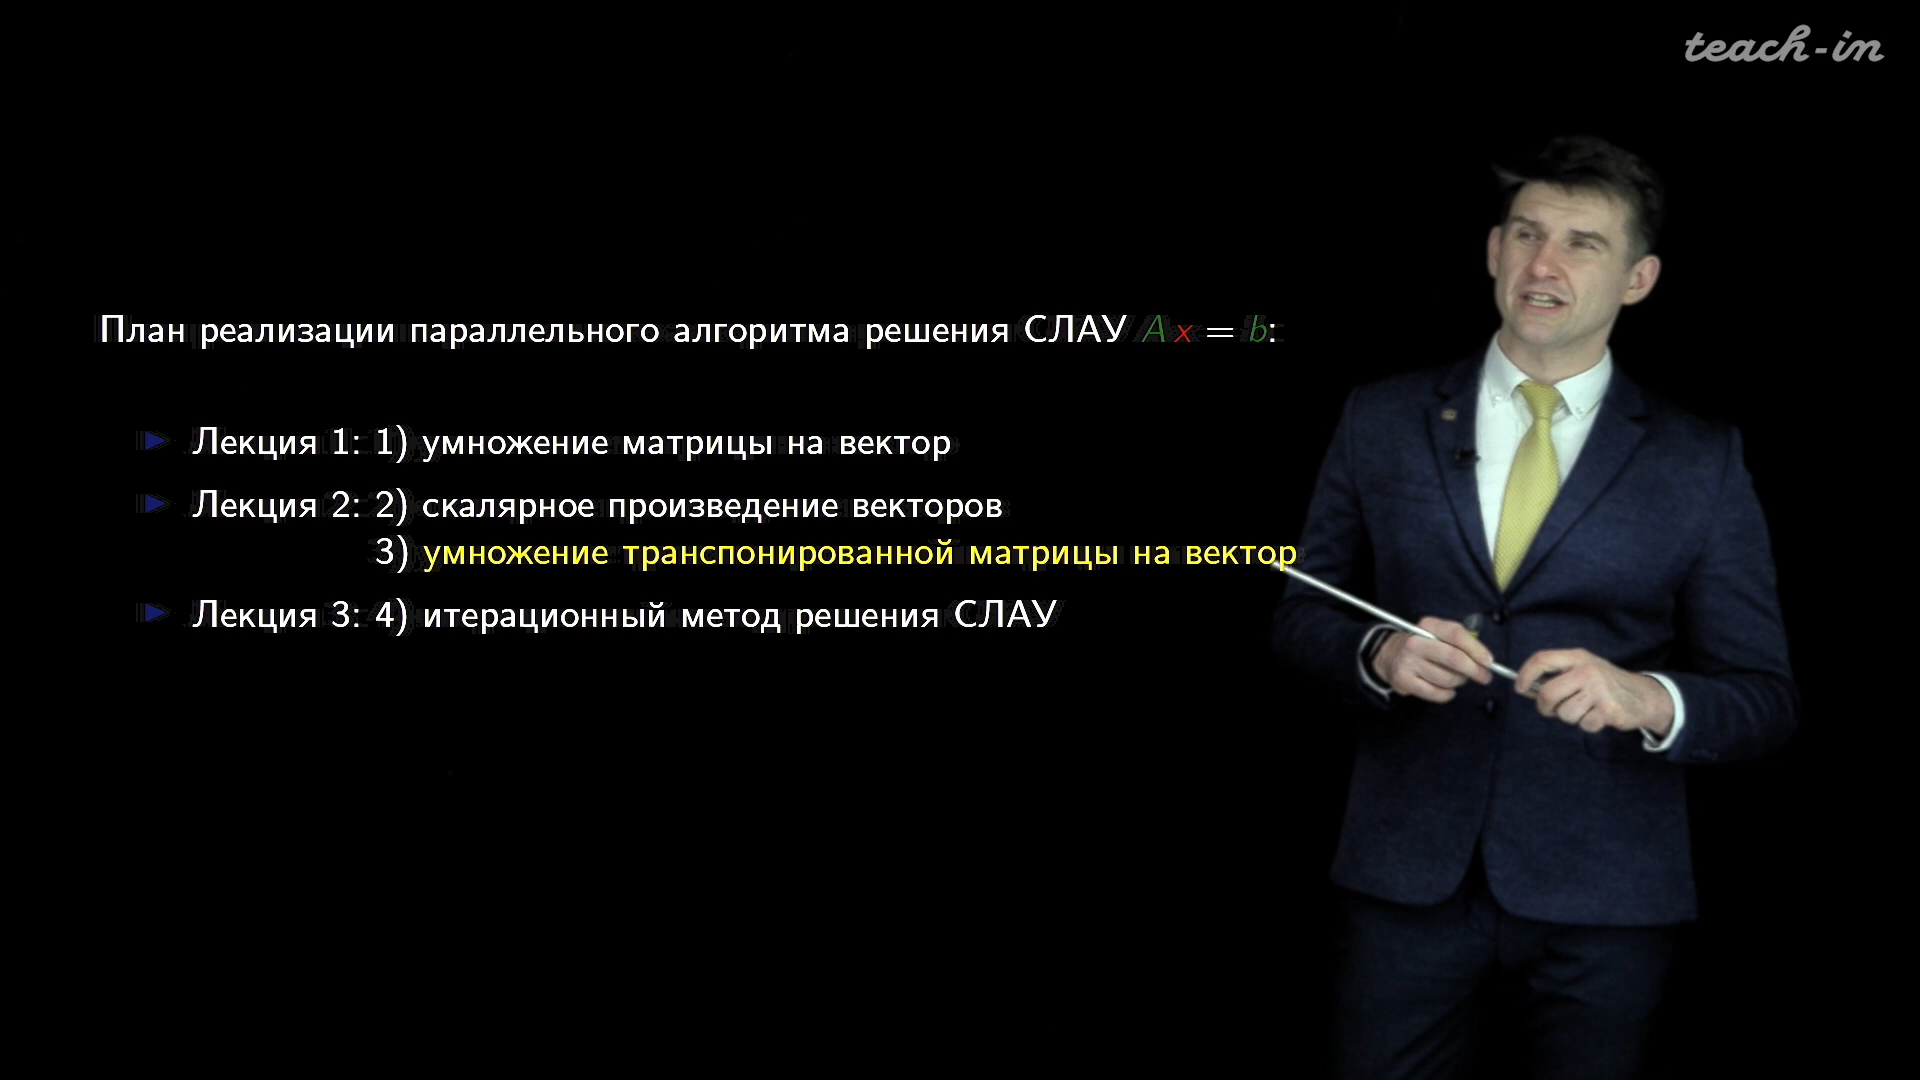 teach-in
План реализации параллельного алгоритма решения СЛАУ A x = b:
► Лекция 1: 1) умножение матрицы на вектор
► Лекция 2: 2) скалярное произведение векторов
3) умножение транспонированной матрицы на вектор
► Лекция 3: 4) итерационный метод решения СЛАУ